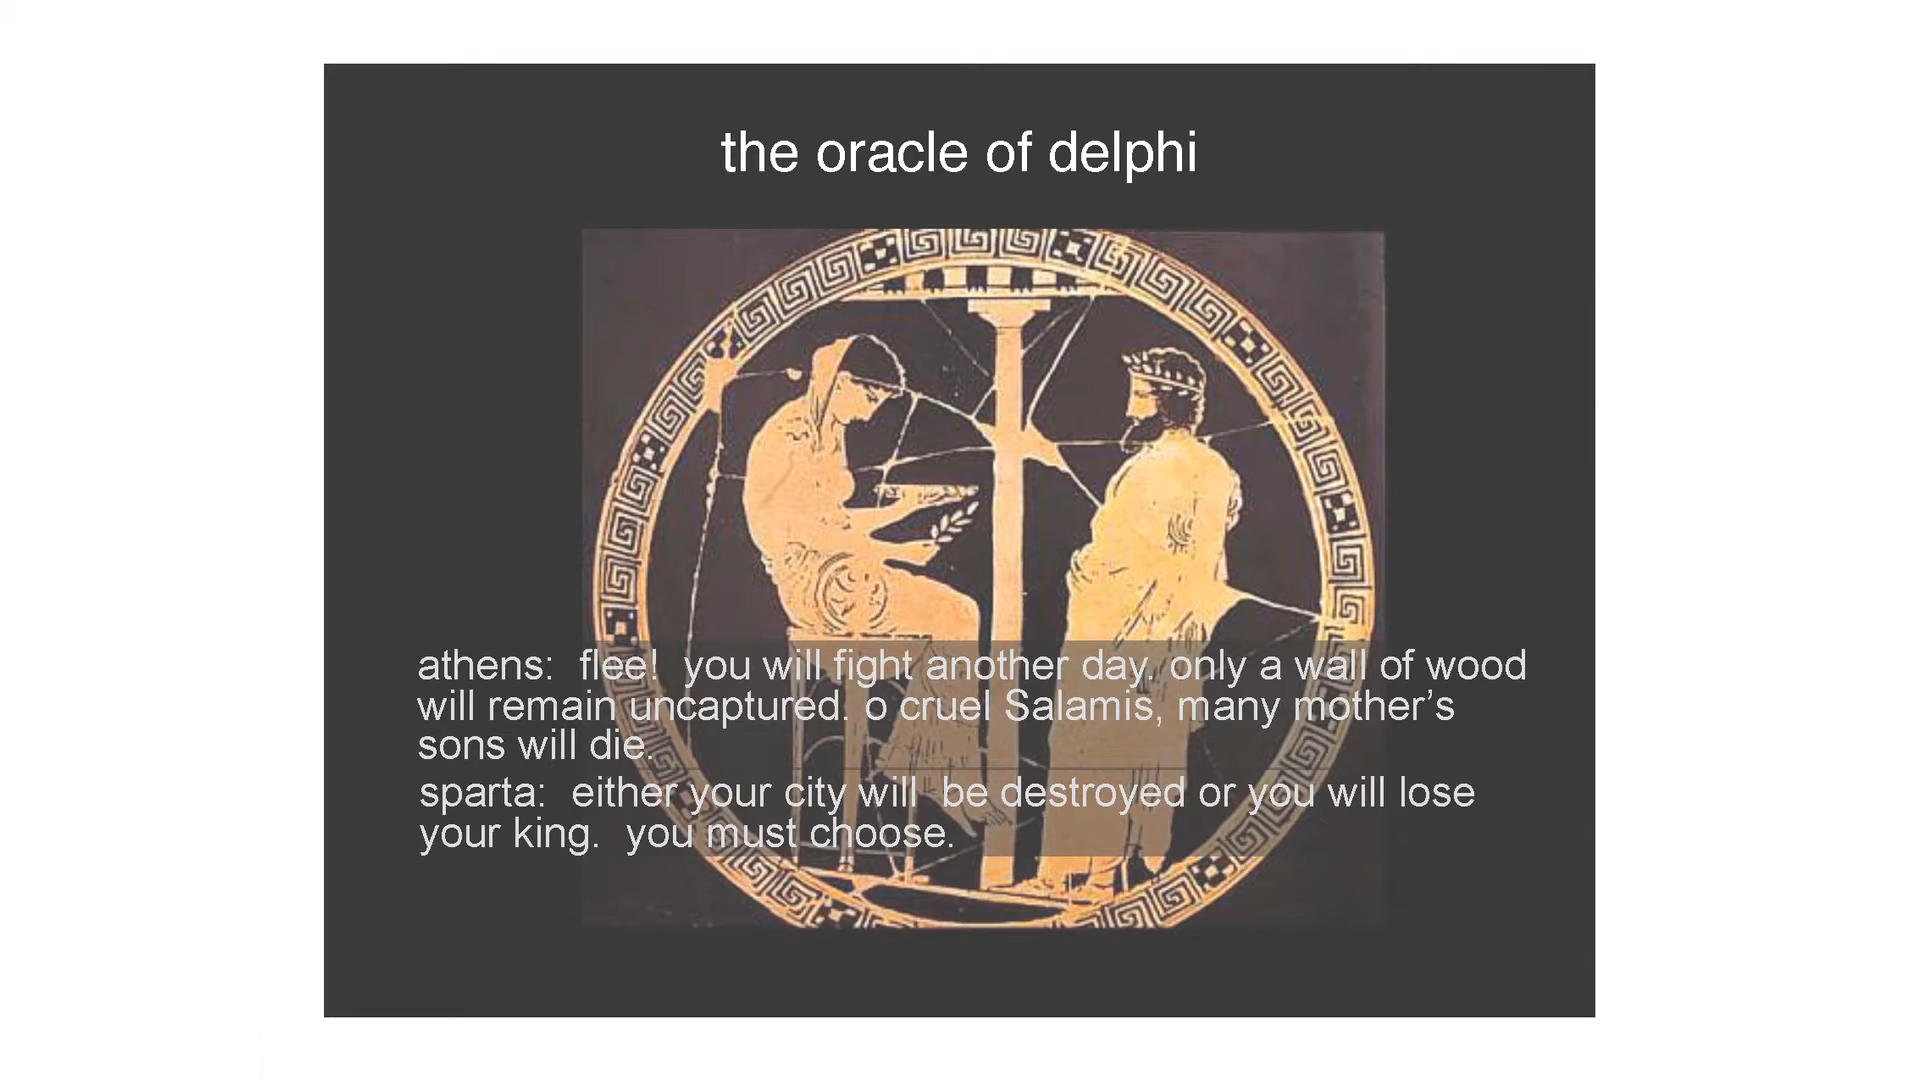 the oracle of delphi
athens:  flee!  you will fight another day. only a wall of wood
will remain uncaptured. o cruel Salamis, many mother’s
sons will die.
sparta:  either your city will  be destroyed or you will lose
your king.  you must choose.